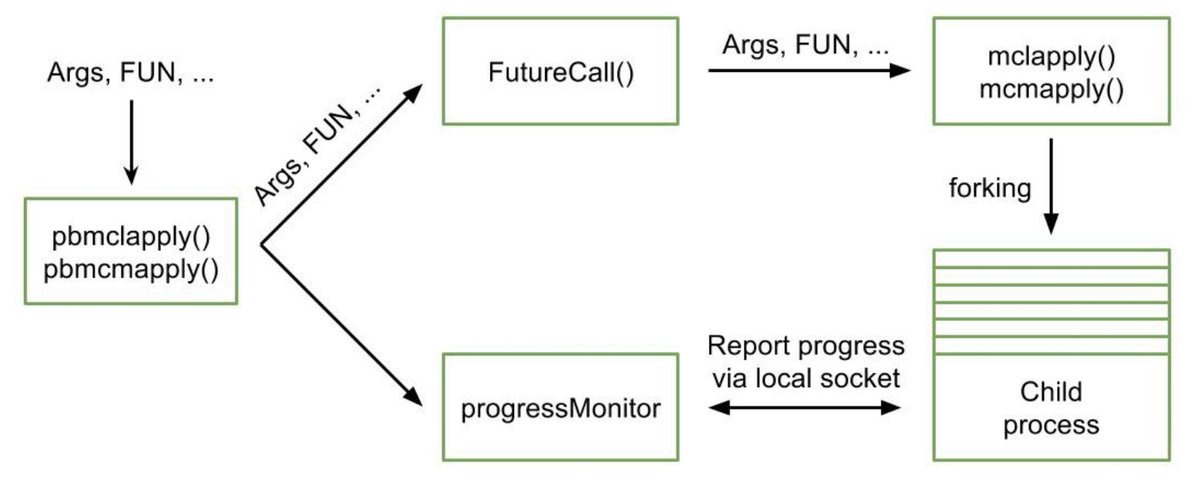 Args, FUN, ...
pbmclapply()
pbmcmapply()
Args, FUN, ...
FutureCall()
Args, FUN, ...
mclapply()
mcmapply()
forking
progressMonitor
Report progress
via local socket
Child
process